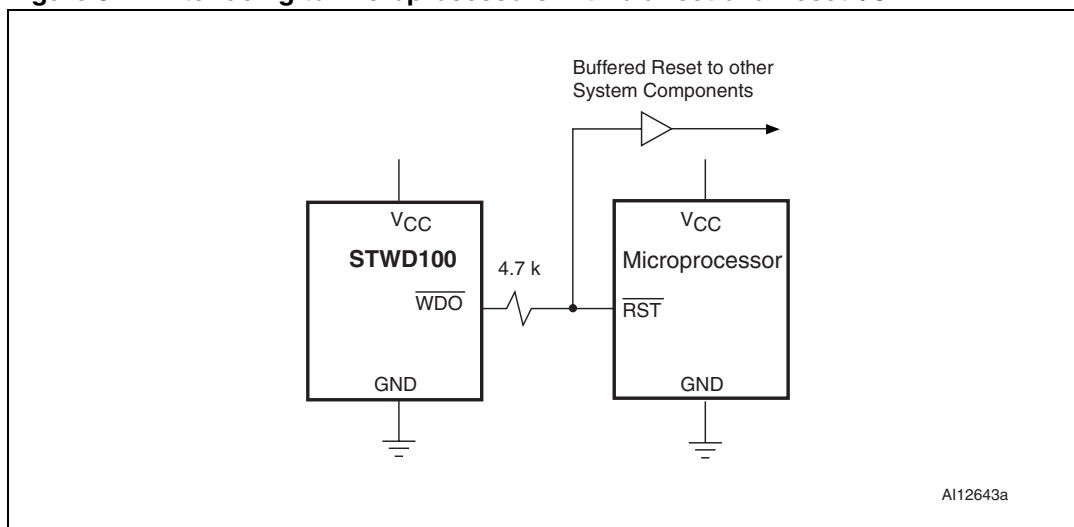 Buffered Reset to other
System Components
VCC
STWD100
WDO
GND
4.7 k
VCC
Microprocessor
RST
GND
AI12643a